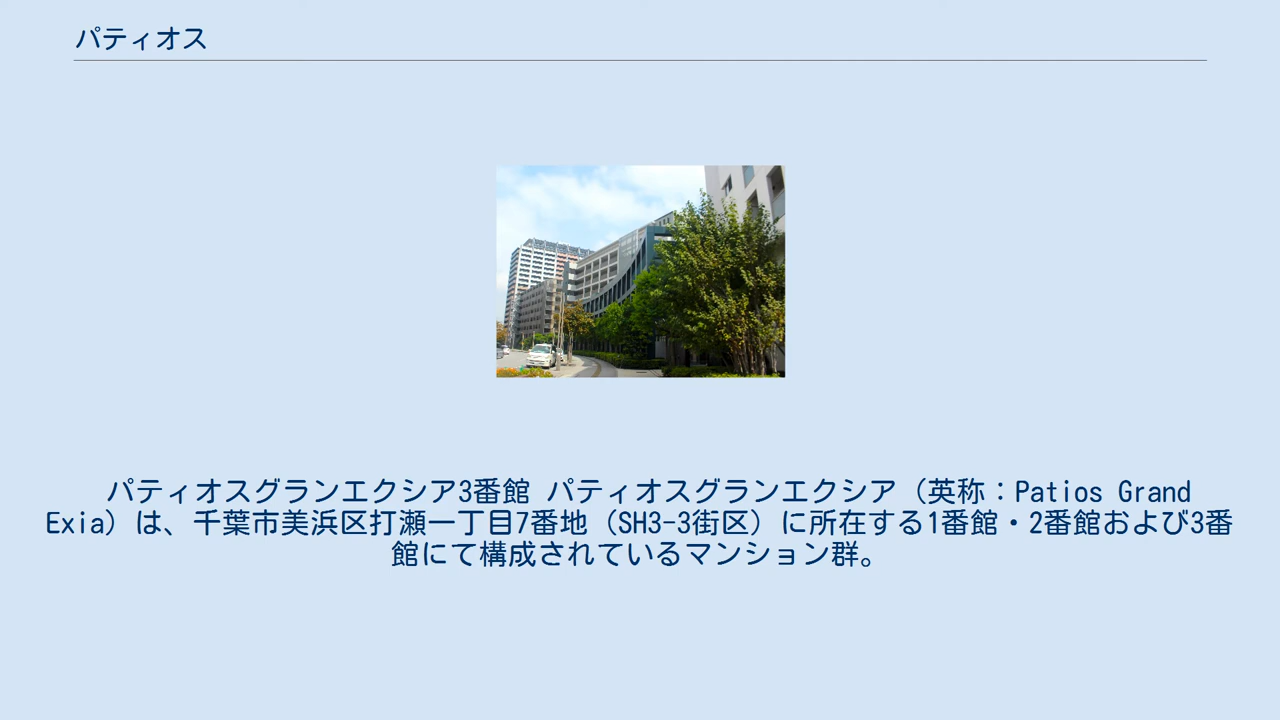 パティオス
パティオスグランエクシア3番館 パティオスグランエクシア（英称：Patios Grand
Exia）は、千葉市美浜区打瀬一丁目7番地（SH3-3街区）に所在する1番館・2番館および3番
館にて構成されているマンション群。